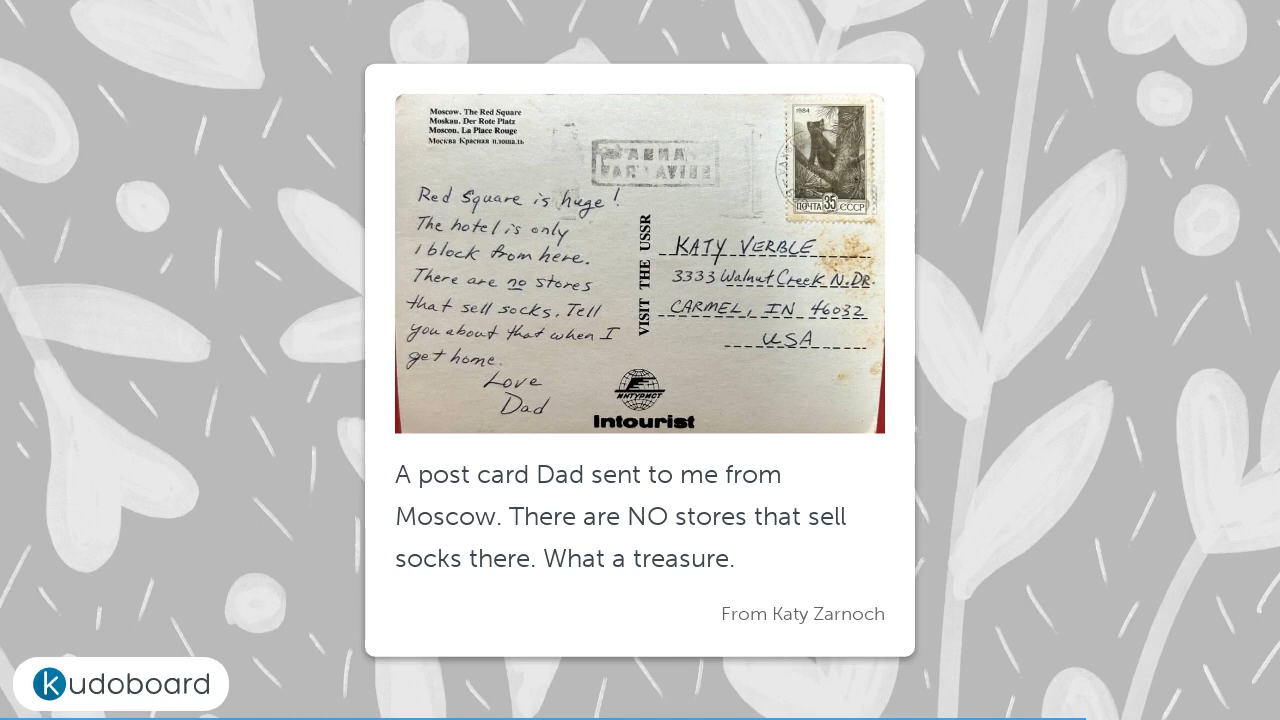 Moscow. The Red Square
Moskau. Der Rote Platz
Moscou. La Place Rouge
Москва Красная площадь
АВИА
PAR AVION
1984
ПОЧТА 35 СССР
Red Square is huge!
The hotel is only
1 block from here.
There are no stores
that sell socks. Tell
you about that when I
get home.
Love
Dad
VISIT THE USSR
KATY VERBLE
3333 Walnut Creek N. DR.
CARMEL, IN 46032
USA
ИНТУРИСТ
Intourist
A post card Dad sent to me from
Moscow. There are NO stores that sell
socks there. What a treasure.
From Katy Zarnoch
kudoboard